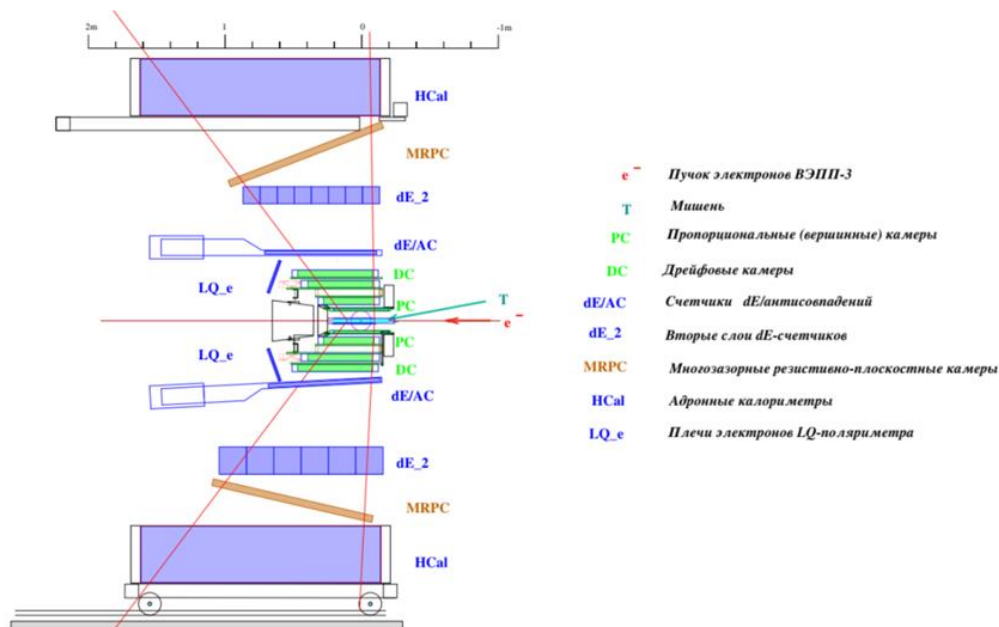 2m 1 0 -1m
HCal
MRPC
dE_2
dE/AC
DC
LQ_e
PC
T
e⁻
PC
LQ_e
DC
dE/AC
dE_2
MRPC
HCal
e⁻ Пучок электронов ВЭПП-3
T Мишень
PC Пропорциональные (вершинные) камеры
DC Дрейфовые камеры
dE/AC Счетчики dE/антисовпадений
dE_2 Вторые слои dE-счетчиков
MRPC Многозазорные резистивно-плоскостные камеры
HCal Адронные калориметры
LQ_e Плечи электронов LQ-поляриметра